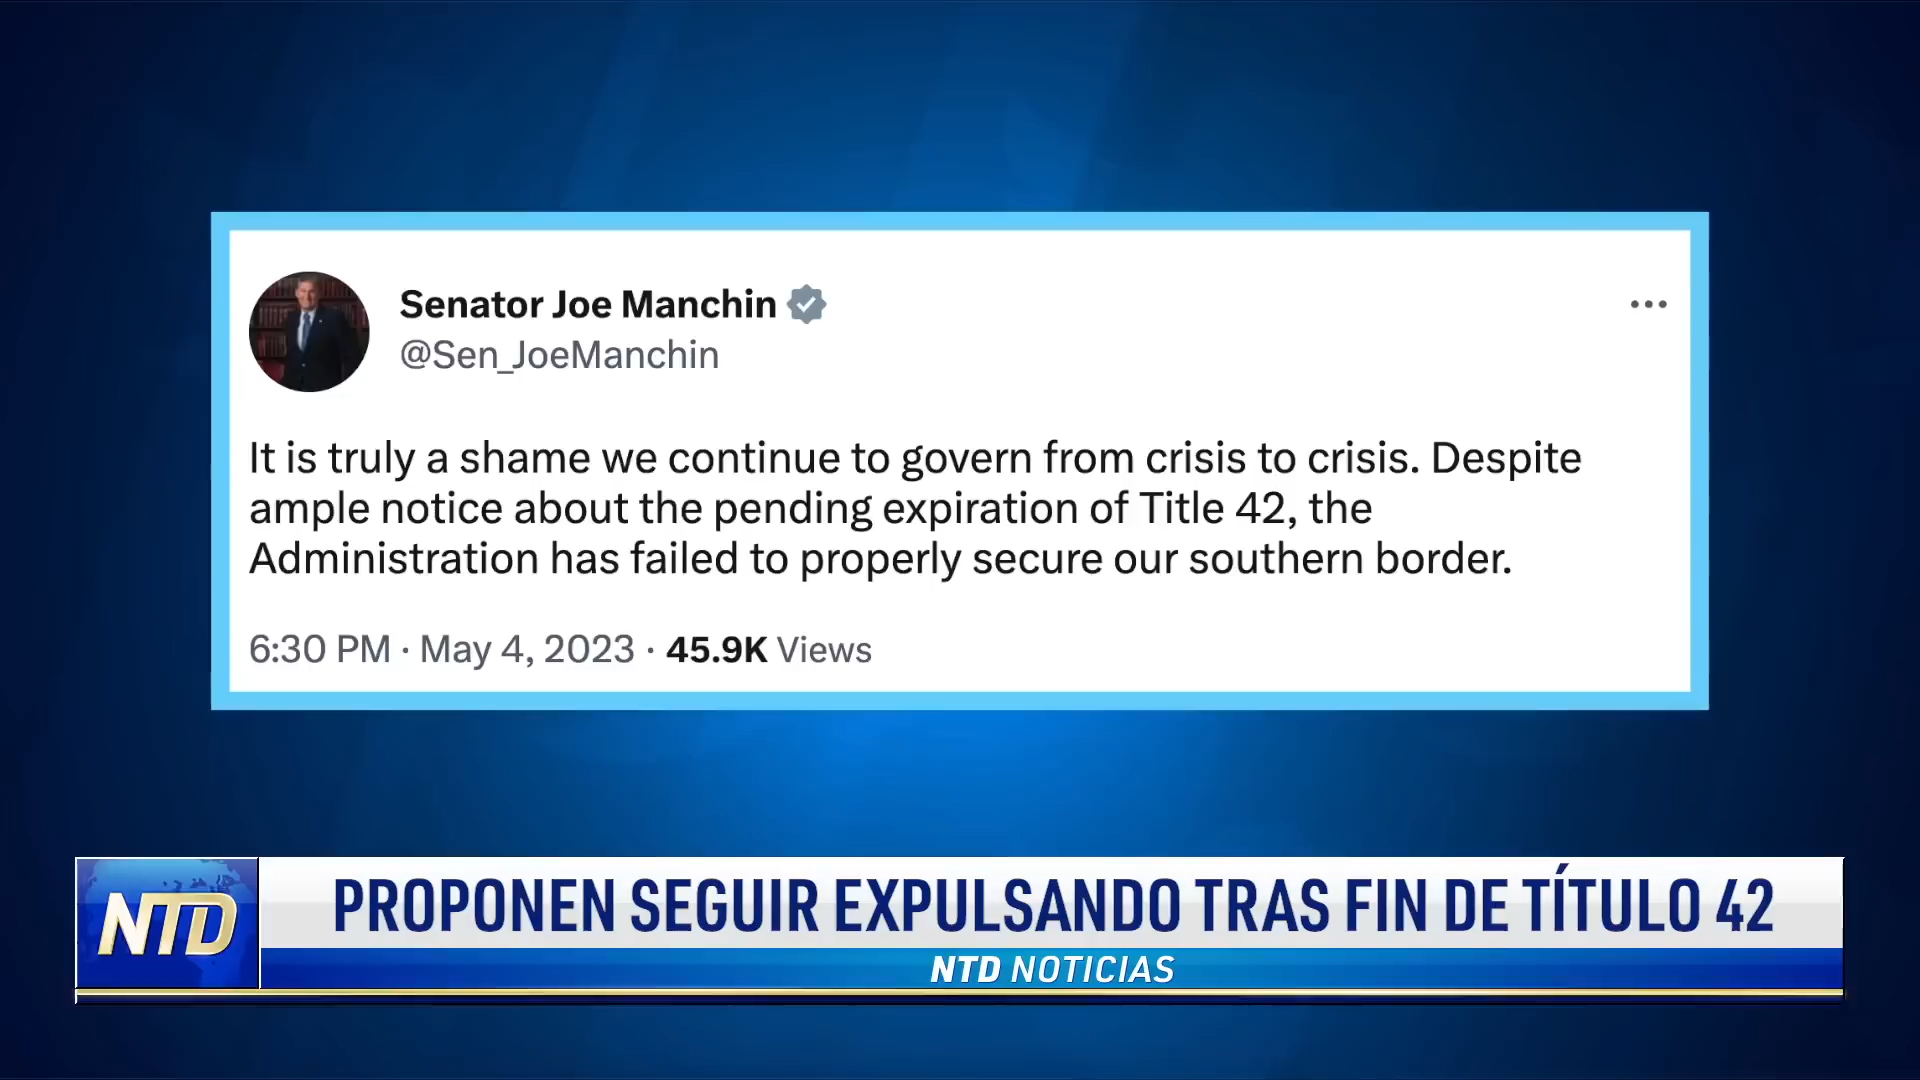 Senator Joe Manchin
@Sen_JoeManchin
It is truly a shame we continue to govern from crisis to crisis. Despite
ample notice about the pending expiration of Title 42, the
Administration has failed to properly secure our southern border.
6:30 PM · May 4, 2023 · 45.9K Views
NTD
PROPONEN SEGUIR EXPULSANDO TRAS FIN DE TÍTULO 42
NTD NOTICIAS